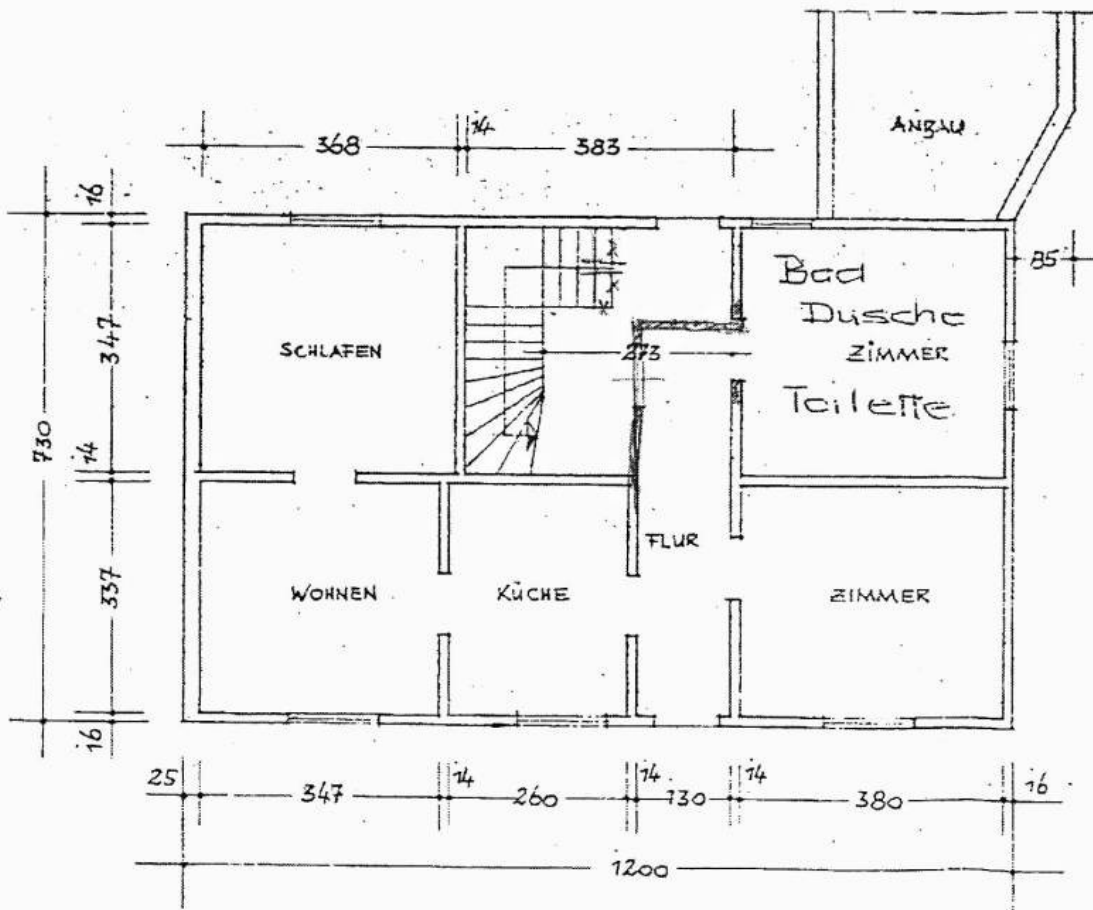 ANBAU
368
14
383
16
85
Bad
Dusche
ZIMMER
Toilette
347
SCHLAFEN
273
730
14
FLUR
337
WOHNEN
KÜCHE
ZIMMER
16
25
347
14
260
14
130
14
380
16
1200